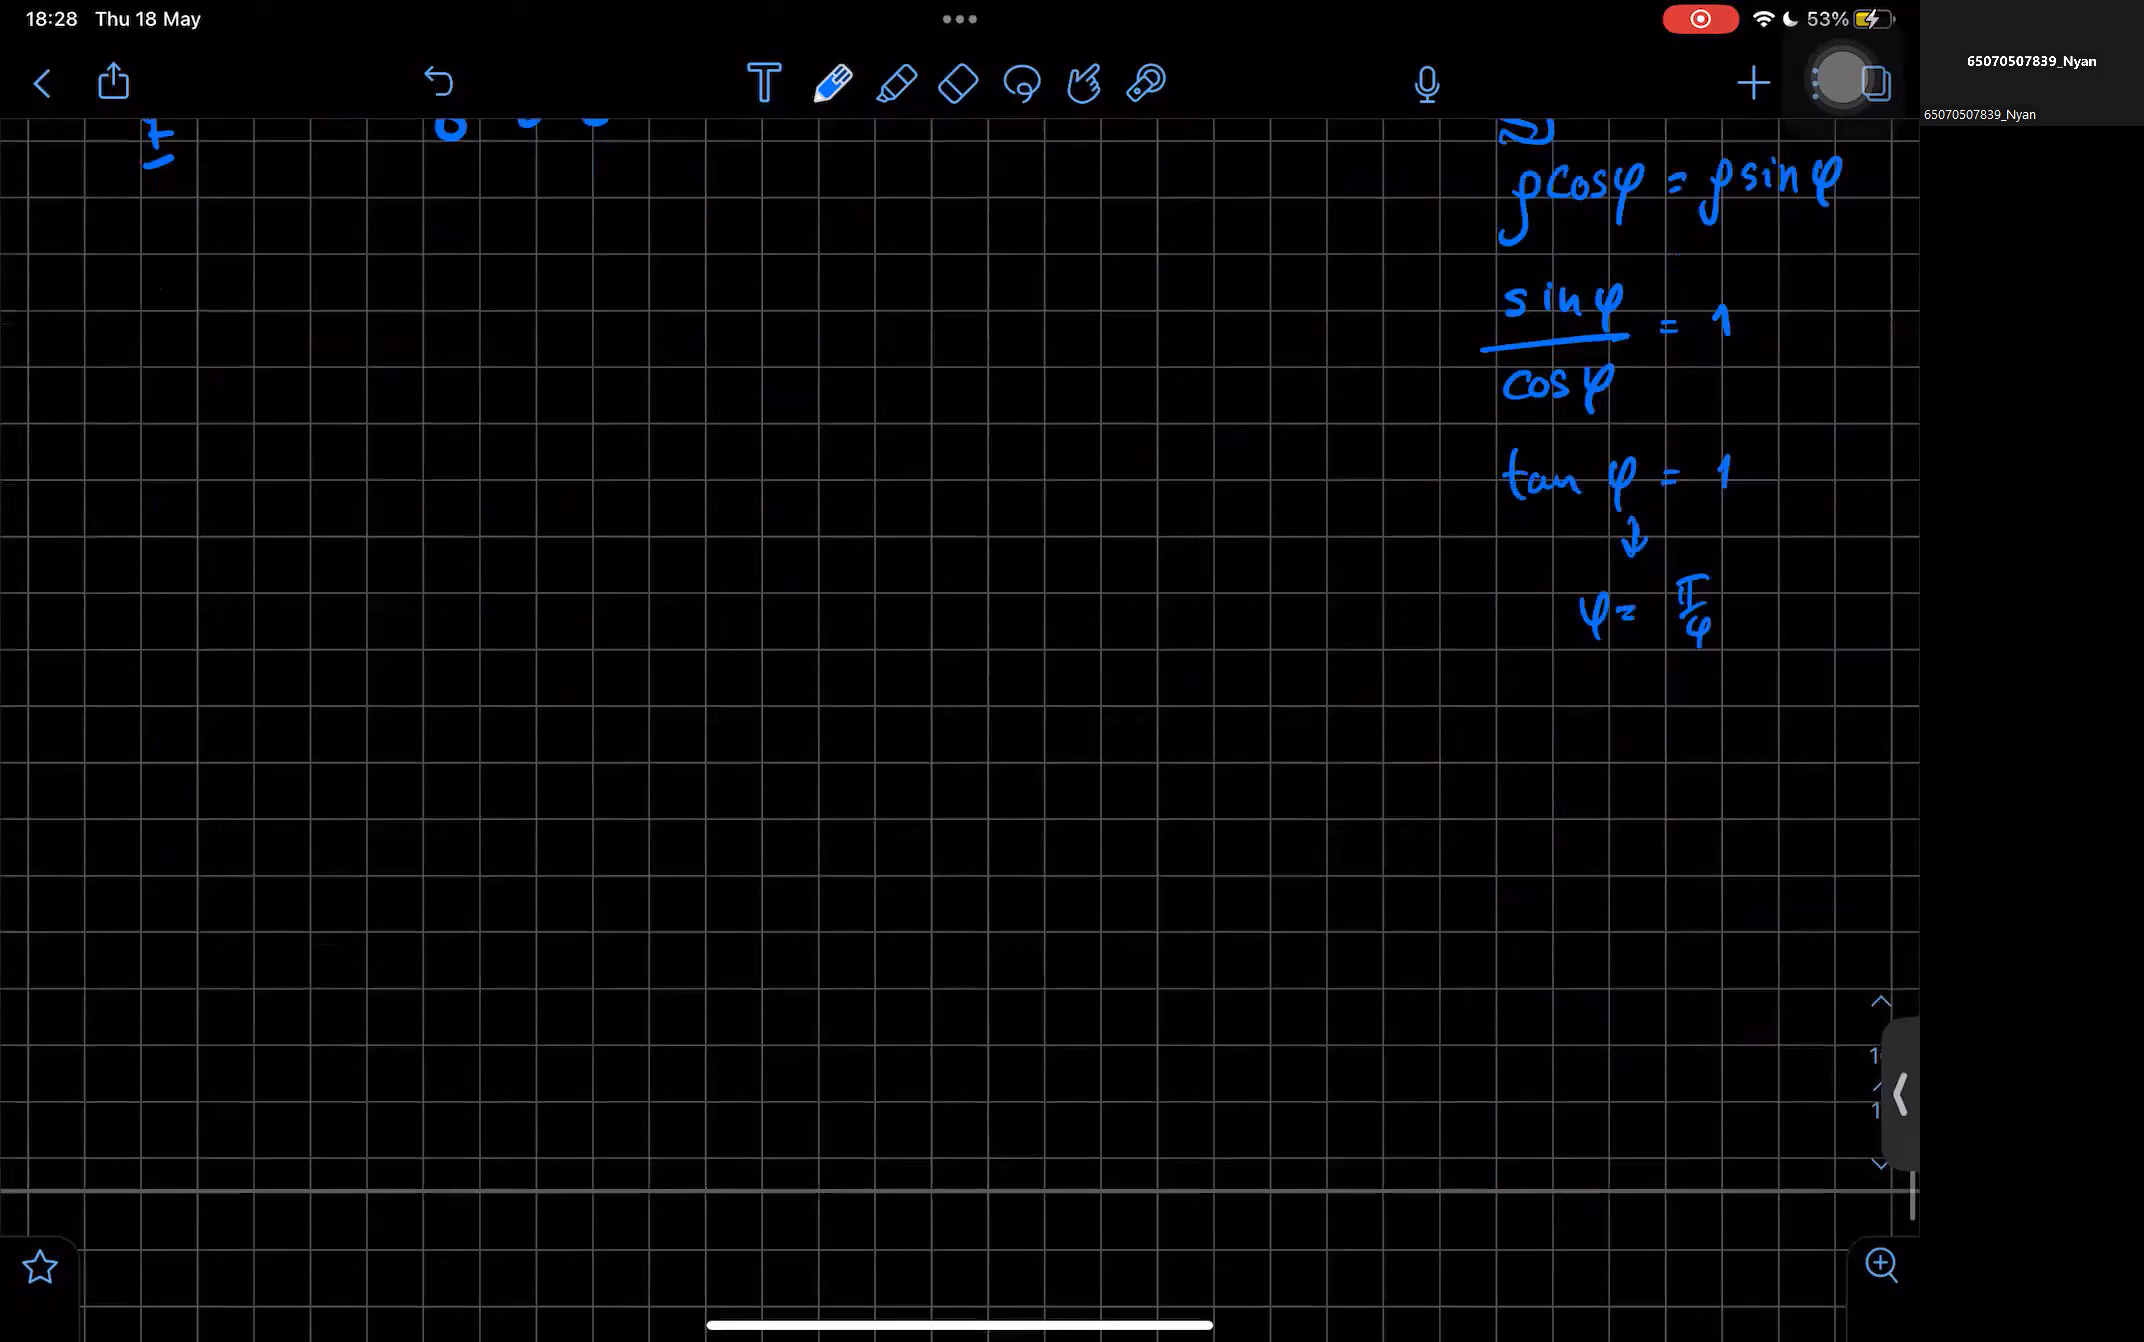 18:28 Thu 18 May
53%
65070507839_Nyan
65070507839_Nyan
ρcosφ = ρsinφ
sinφ
cosφ
= 1
tan φ = 1
↓
φ = π/4